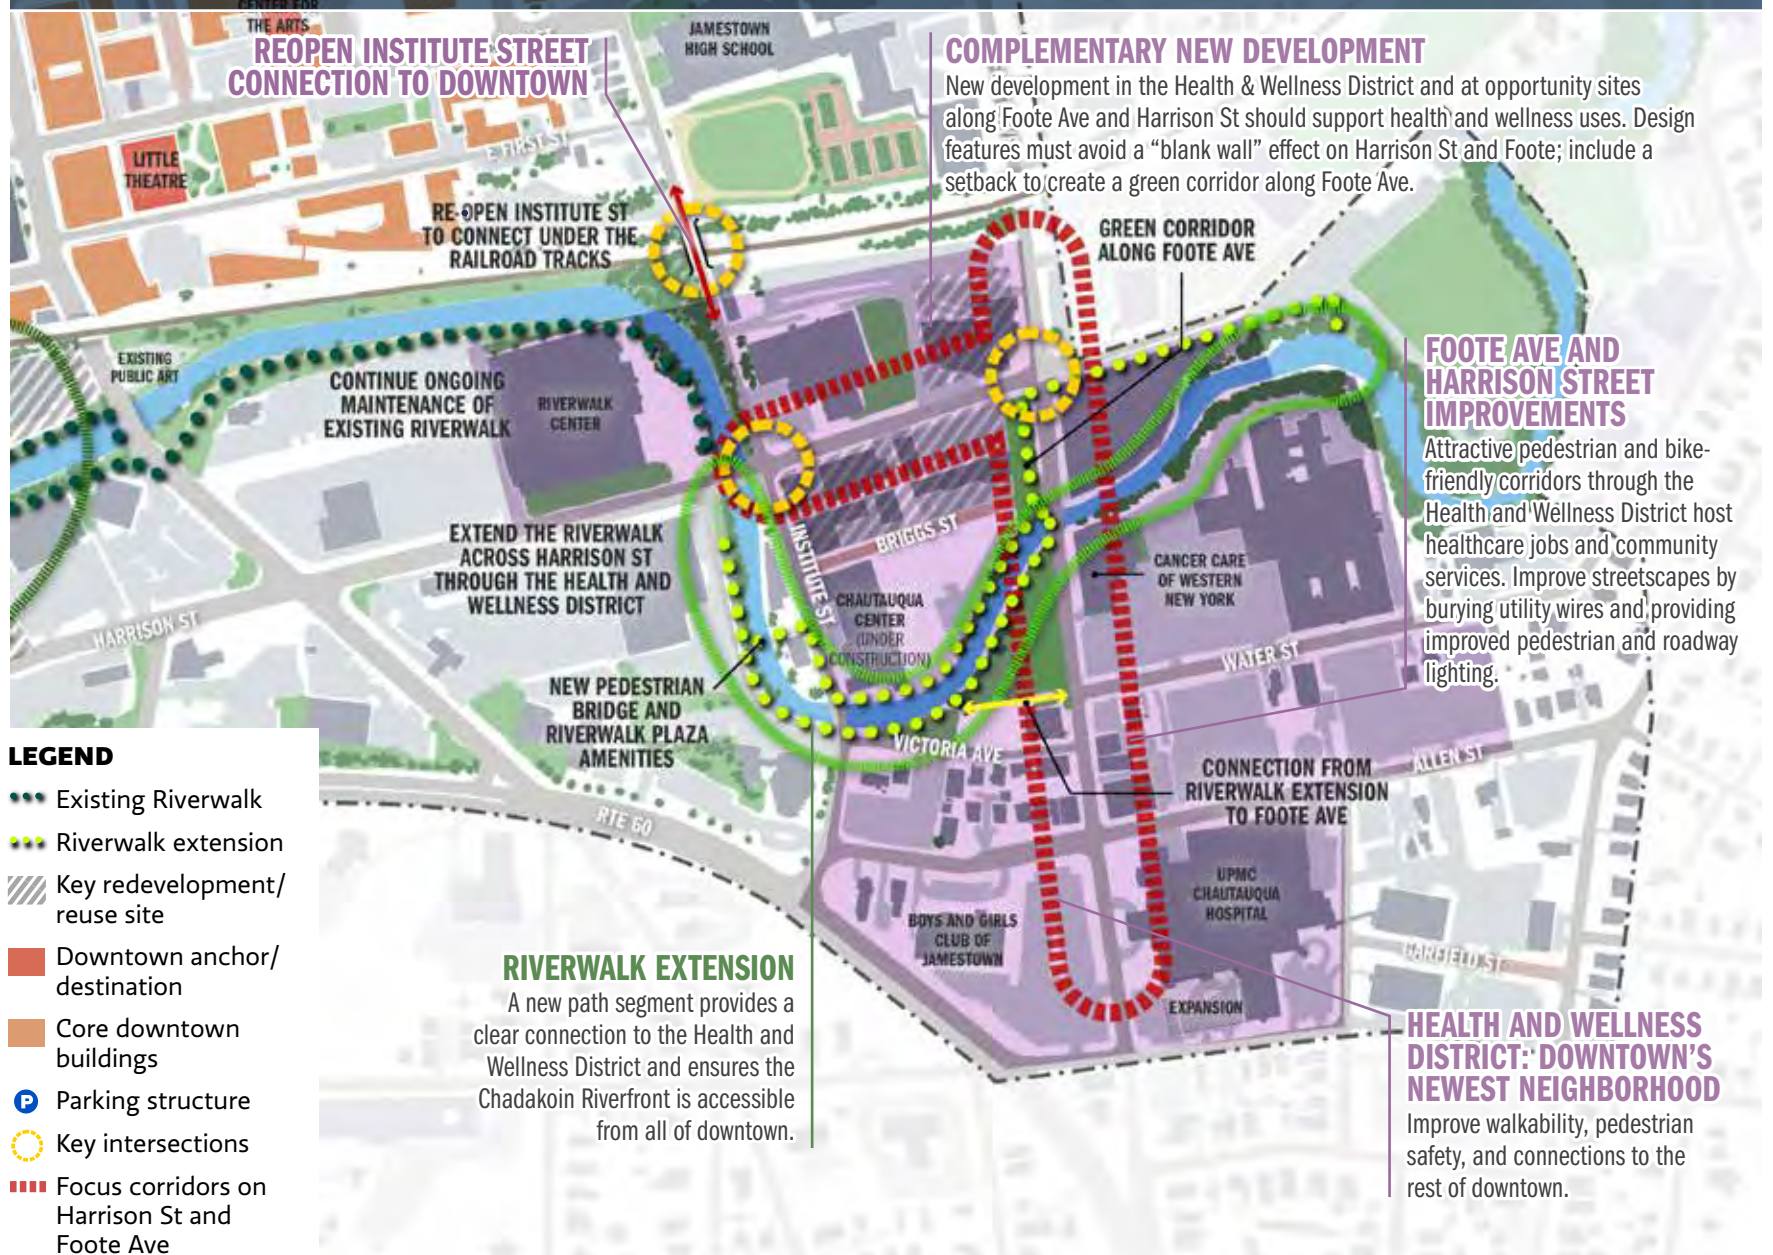 CENTER FOR
THE ARTS
JAMESTOWN
HIGH SCHOOL
REOPEN INSTITUTE STREET
CONNECTION TO DOWNTOWN
COMPLEMENTARY NEW DEVELOPMENT
New development in the Health & Wellness District and at opportunity sites
along Foote Ave and Harrison St should support health and wellness uses. Design
features must avoid a “blank wall” effect on Harrison St and Foote; include a
setback to create a green corridor along Foote Ave.
E FIRST ST
LITTLE
THEATRE
RE-OPEN INSTITUTE ST
TO CONNECT UNDER THE
RAILROAD TRACKS
GREEN CORRIDOR
ALONG FOOTE AVE
EXISTING
PUBLIC ART
CONTINUE ONGOING
MAINTENANCE OF
EXISTING RIVERWALK
RIVERWALK
CENTER
FOOTE AVE AND
HARRISON STREET
IMPROVEMENTS
Attractive pedestrian and bike-
friendly corridors through the
Health and Wellness District host
healthcare jobs and community
services. Improve streetscapes by
burying utility wires and providing
improved pedestrian and roadway
lighting.
EXTEND THE RIVERWALK
ACROSS HARRISON ST
THROUGH THE HEALTH AND
WELLNESS DISTRICT
INSTITUTE ST
BRIGGS ST
CHAUTAUQUA
CENTER
(UNDER
CONSTRUCTION)
CANCER CARE
OF WESTERN
NEW YORK
HARRISON ST
WATER ST
NEW PEDESTRIAN
BRIDGE AND
RIVERWALK PLAZA
AMENITIES
VICTORIA AVE
ALLEN ST
CONNECTION FROM
RIVERWALK EXTENSION
TO FOOTE AVE
RTE 60
UPMC
CHAUTAUQUA
HOSPITAL
BOYS AND GIRLS
CLUB OF
JAMESTOWN
GARFIELD ST
EXPANSION
RIVERWALK EXTENSION
A new path segment provides a
clear connection to the Health and
Wellness District and ensures the
Chadakoin Riverfront is accessible
from all of downtown.
HEALTH AND WELLNESS
DISTRICT: DOWNTOWN’S
NEWEST NEIGHBORHOOD
Improve walkability, pedestrian
safety, and connections to the
rest of downtown.
LEGEND
Existing Riverwalk
Riverwalk extension
Key redevelopment/
reuse site
Downtown anchor/
destination
Core downtown
buildings
P Parking structure
Key intersections
Focus corridors on
Harrison St and
Foote Ave